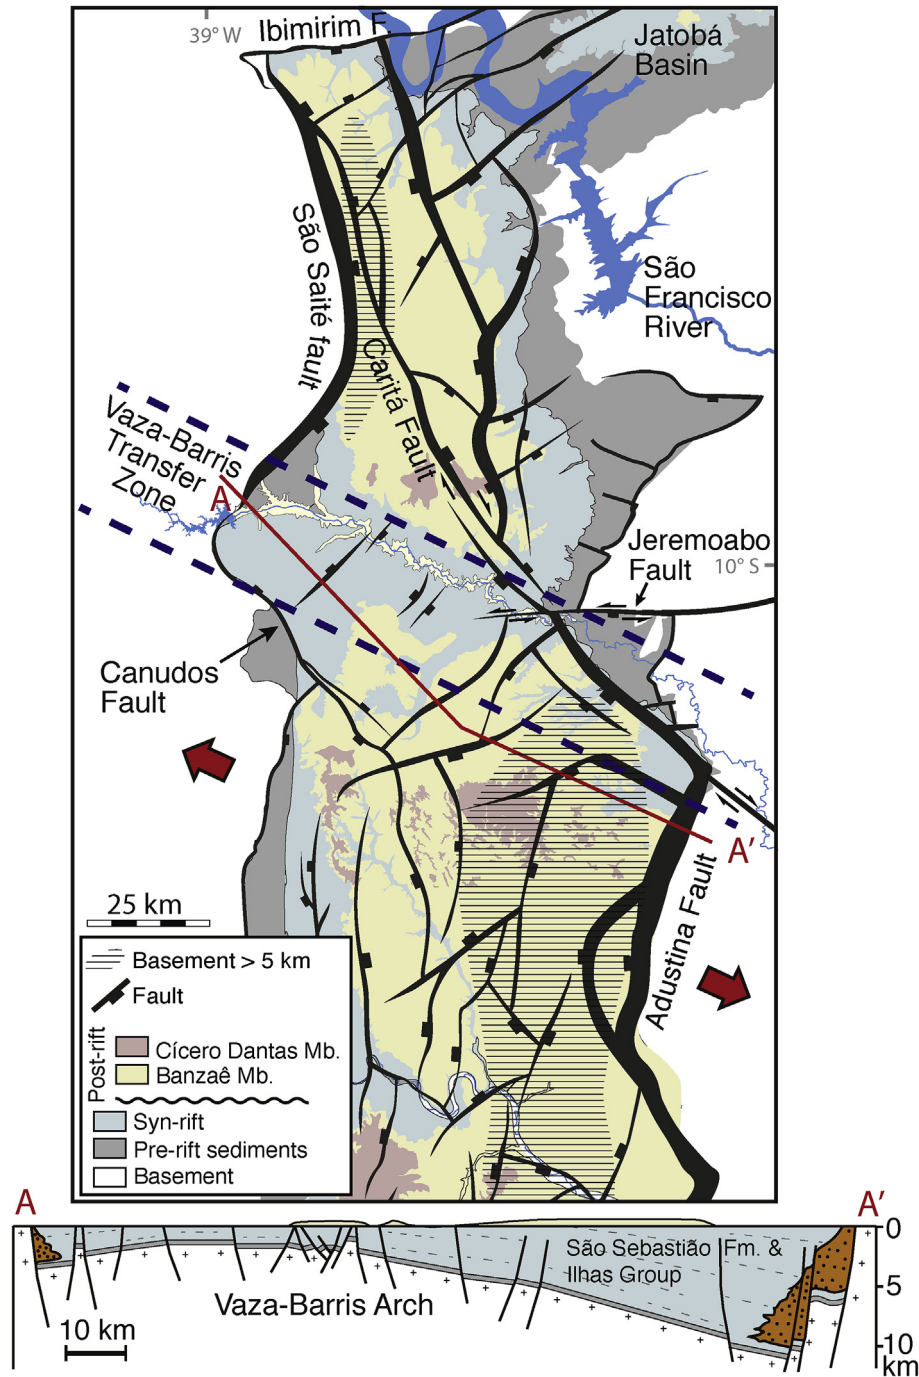 39° W
Ibimirim F.
Jatobá
Basin
São Saité fault
São
Francisco
River
Caritá Fault
Vaza-Barris
Transfer
Zone
A
Jeremoabo
Fault
10° S
Canudos
Fault
A'
25 km
Adustina Fault
Basement > 5 km
Fault
Post-rift
Cícero Dantas Mb.
Banzaê Mb.
Syn-rift
Pre-rift sediments
Basement
A
A'
0
São Sebastião Fm. &
Ilhas Group
5
Vaza-Barris Arch
10 km
10
km